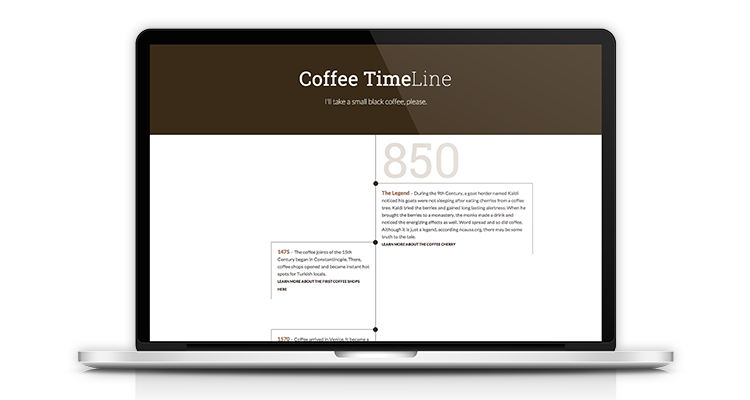 Coffee TimeLine
I'll take a small black coffee, please.
850
The Legend - During the 9th Century, a goat herder named Kaldi
noticed his goats were not sleeping after eating cherries from a coffee
tree. Kaldi tried the berries and gained long lasting alertness. When he
brought the berries to a monastery, the monks made a drink and
noticed the energizing effects as well. Word spread and so did coffee.
Although it is just a legend, according ncausa.org, there may be some
truth to the tale.
LEARN MORE ABOUT THE COFFEE CHERRY
1475 - The coffee joints of the 15th
Century began in Constantinople. There,
coffee shops opened and became instant hot
spots for Turkish locals.
LEARN MORE ABOUT THE FIRST COFFEE SHOPS
HERE
1570 - Coffee arrived in Venice. It became a